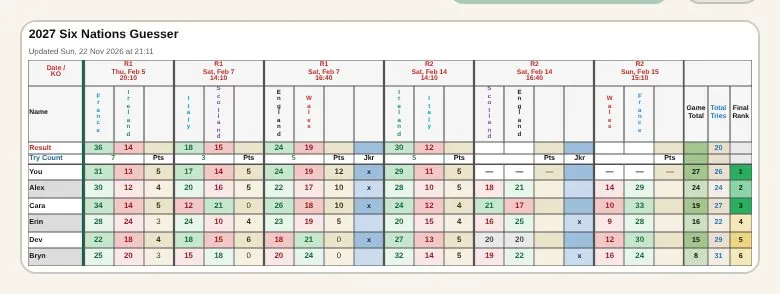 2027 Six Nations Guesser
Updated Sun, 22 Nov 2026 at 21:11
Date / KO R1 Thu, Feb 5 20:10 R1 Sat, Feb 7 14:10 R1 Sat, Feb 7 16:40 R2 Sat, Feb 14 14:10 R2 Sat, Feb 14 16:40 R2 Sun, Feb 15 15:10
Name France Ireland Italy Scotland England Wales Ireland Italy Scotland England Wales France Game Total Total Tries Final Rank
Result 36 14 18 15 24 19 30 12 20
Try Count 7 Pts 3 Pts 5 Pts Jkr 5 Pts Pts Jkr Pts
You 31 13 5 17 14 5 24 19 12 x 29 11 5 — — — — — — 27 26 1
Alex 30 12 4 20 16 5 25 17 5 28 10 5 18 21 14 29 24 24 2
Cara 34 14 5 12 21 0 26 18 10 x 24 12 4 21 17 10 33 19 27 3
Erin 28 24 3 24 10 4 23 19 5 20 15 4 16 25 x 9 28 16 22 4
Dev 22 18 4 18 15 6 18 21 0 x 27 13 5 20 20 12 30 15 29 5
Bryn 25 20 3 15 18 0 20 24 0 32 14 5 19 22 x 16 24 8 31 6